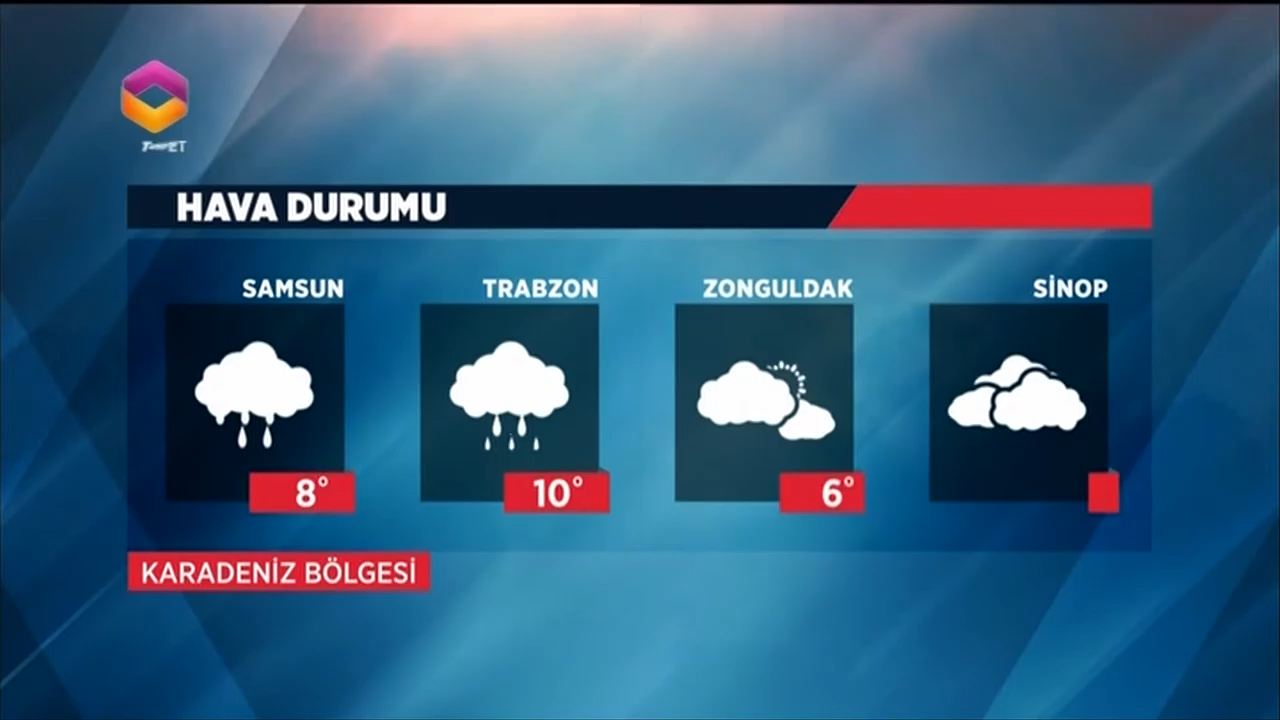 HAVA DURUMU
SAMSUN
TRABZON
ZONGULDAK
SİNOP
8°
10°
6°
KARADENİZ BÖLGESİ